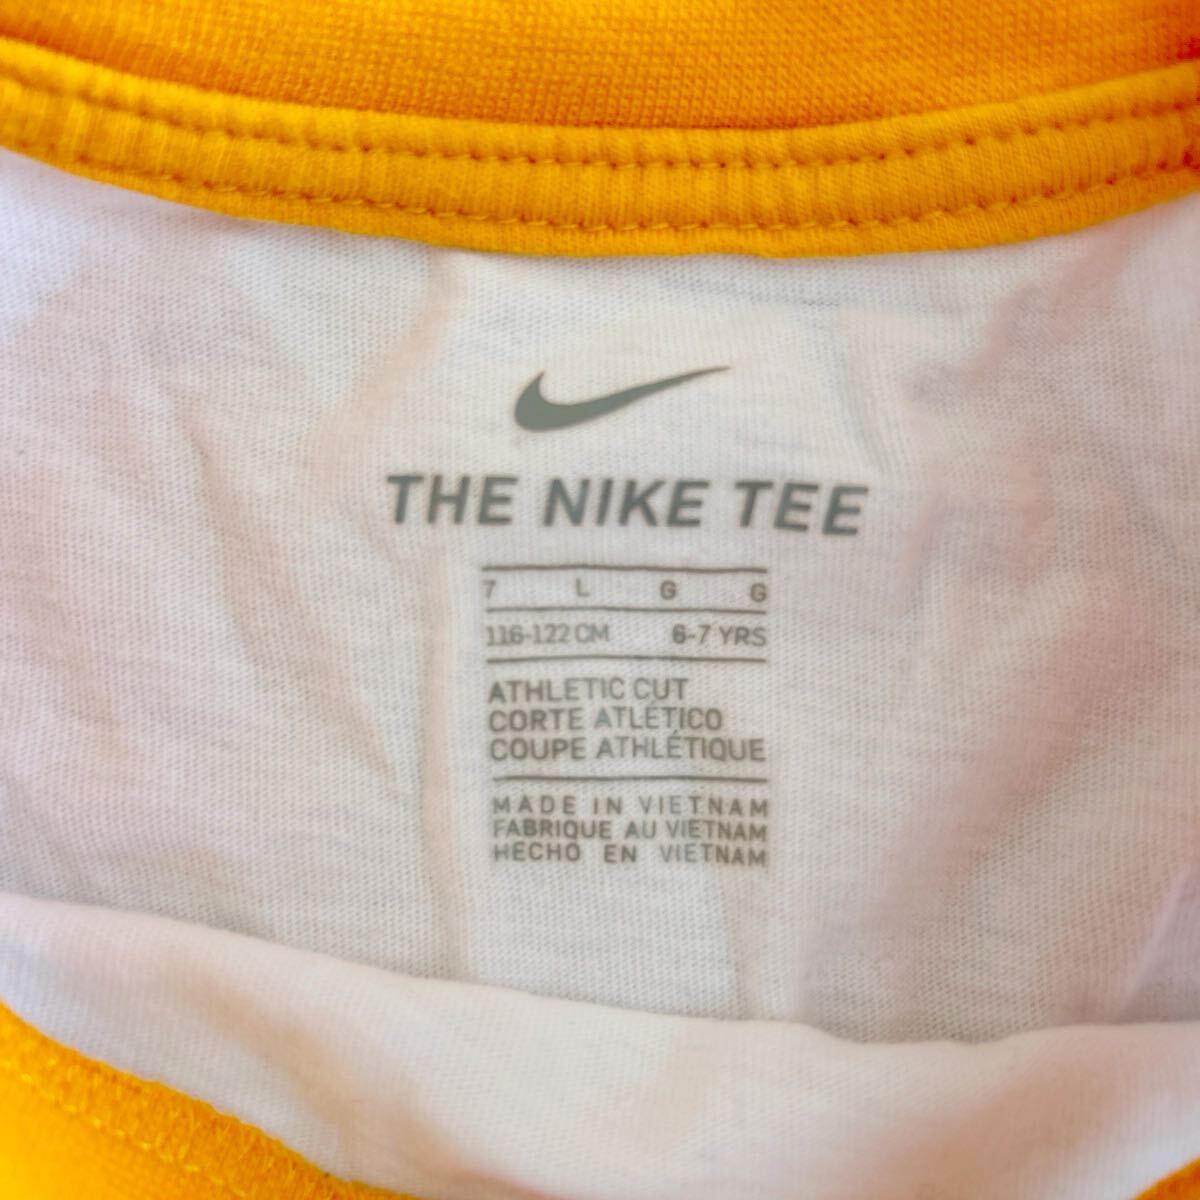 THE NIKE TEE
7 L G G
116-122 CM 6-7 YRS
ATHLETIC CUT
CORTE ATLÉTICO
COUPE ATHLÉTIQUE
MADE IN VIETNAM
FABRIQUE AU VIETNAM
HECHO EN VIETNAM